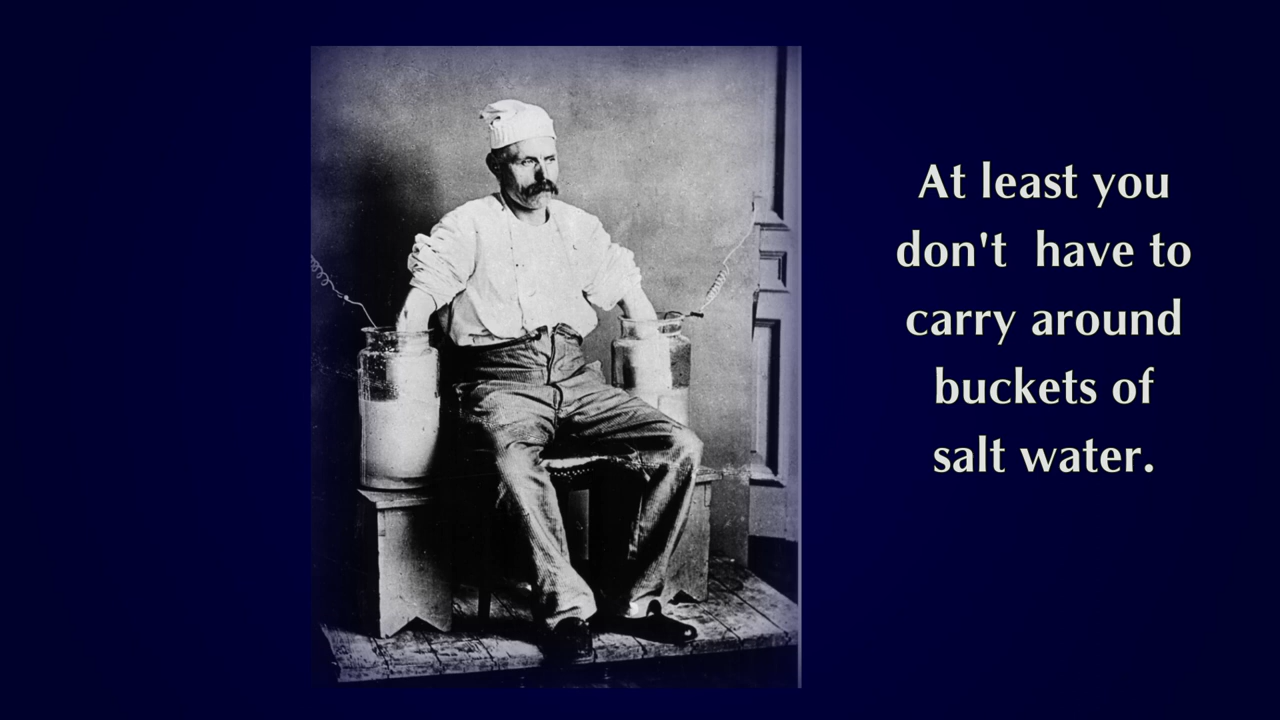 At least you
don't  have to
carry around
buckets of
salt water.